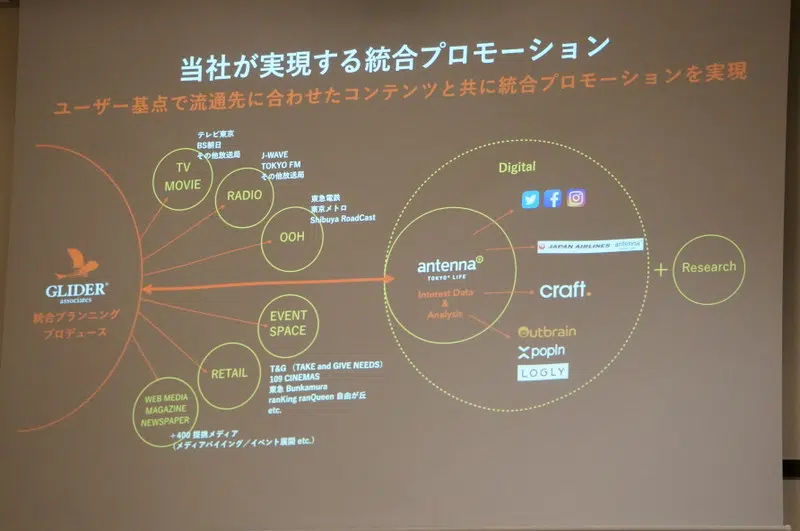 当社が実現する統合プロモーション
ユーザー基点で流通先に合わせたコンテンツと共に統合プロモーションを実現
テレビ東京
BS朝日
その他放送局
TV
MOVIE
J-WAVE
TOKYO FM
その他放送局
RADIO
東急電鉄
東京メトロ
Shibuya RoadCast
OOH
GLIDER
associates
統合プランニング
プロデュース
EVENT
SPACE
T&G （TAKE and GIVE NEEDS）
109 CINEMAS
東急 Bunkamura
ranKing ranQueen 自由が丘
etc.
RETAIL
WEB MEDIA
MAGAZINE
NEWSPAPER
+400 提携メディア
（メディアバイイング／イベント展開 etc.）
Digital
antenna*
TOKYO* LIFE
Interest Data
&
Analysis
JAPAN AIRLINES antenna
craft.
Outbrain
popIn
LOGLY
+
Research